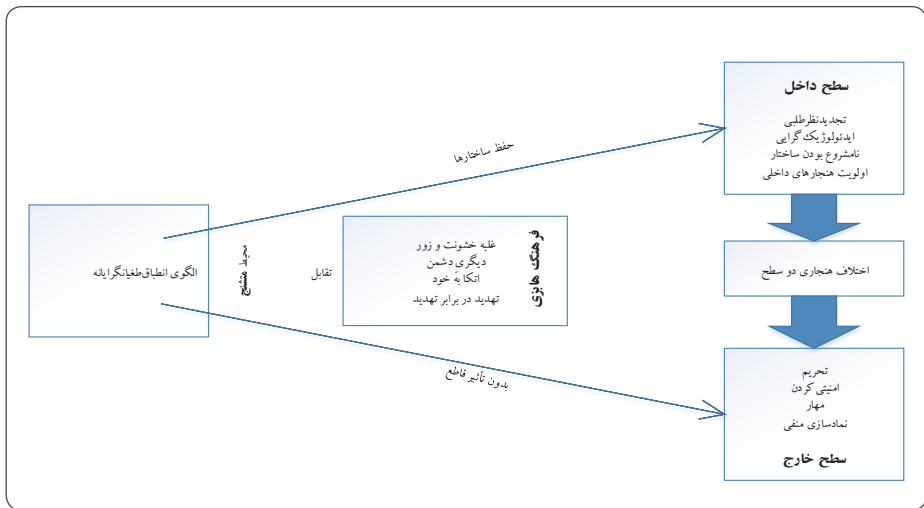 سطح داخل
تجدیدنظرطلبی
ایدئولوژیک‌گرایی
نامشروع بودن ساختار
اولویت هنجارهای داخلی
اختلاف هنجاری دو سطح
تحریم
امنیتی کردن
مهار
نمادسازی منفی
سطح خارج
حفظ ساختارها
فرهنگ هابزی
غلبه خشونت و زور
دیگری دشمن
اتکا به خود
تهدید در برابر تهدید
تقابل
محیط متشنج
بدون تأثیر قاطع
الگوی انطباق طغیانگرایانه